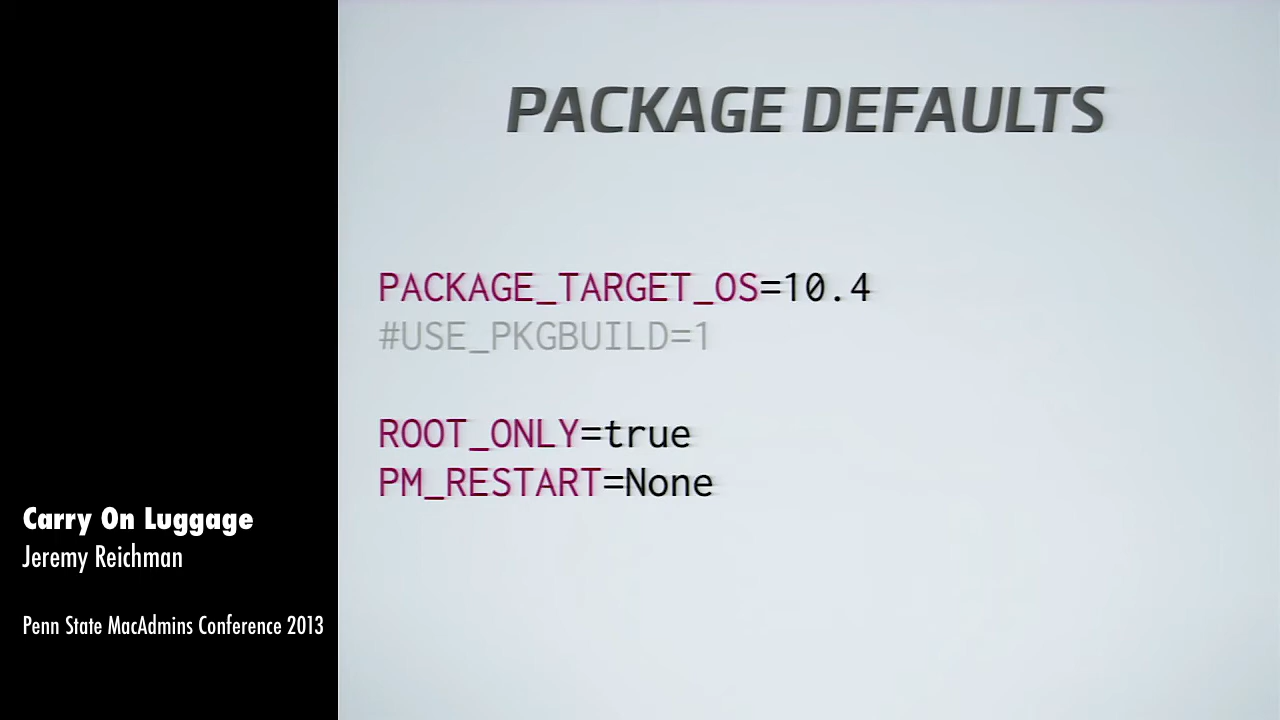 PACKAGE DEFAULTS
PACKAGE_TARGET_OS=10.4
#USE_PKGBUILD=1
ROOT_ONLY=true
PM_RESTART=None
Carry On Luggage
Jeremy Reichman
Penn State MacAdmins Conference 2013